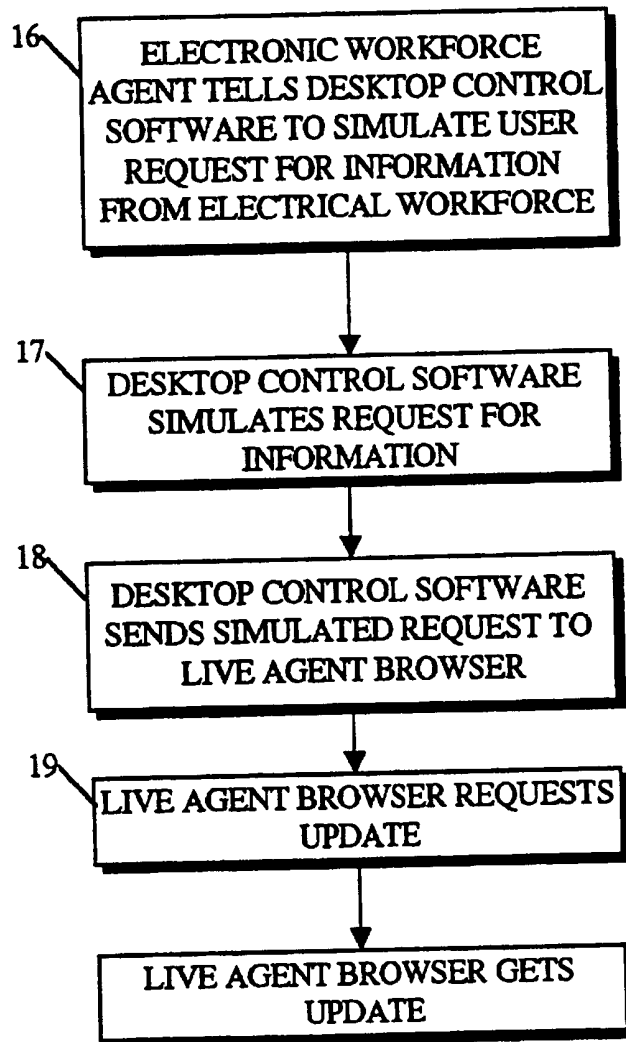 16
ELECTRONIC WORKFORCE
AGENT TELLS DESKTOP CONTROL
SOFTWARE TO SIMULATE USER
REQUEST FOR INFORMATION
FROM ELECTRICAL WORKFORCE
17
DESKTOP CONTROL SOFTWARE
SIMULATES REQUEST FOR
INFORMATION
18
DESKTOP CONTROL SOFTWARE
SENDS SIMULATED REQUEST TO
LIVE AGENT BROWSER
19
LIVE AGENT BROWSER REQUESTS
UPDATE
LIVE AGENT BROWSER GETS
UPDATE